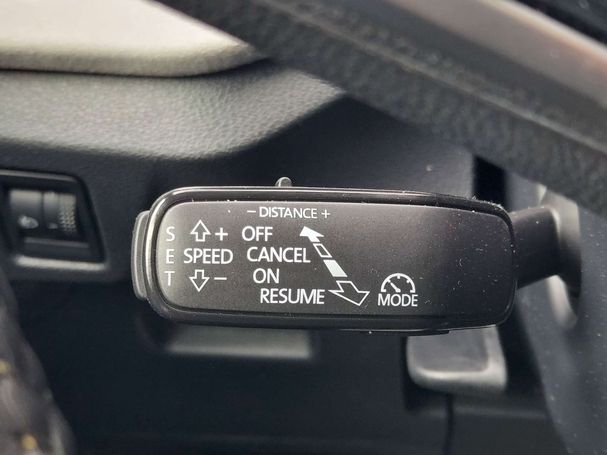 − DISTANCE +
S + OFF
E SPEED CANCEL
T − ON
RESUME MODE